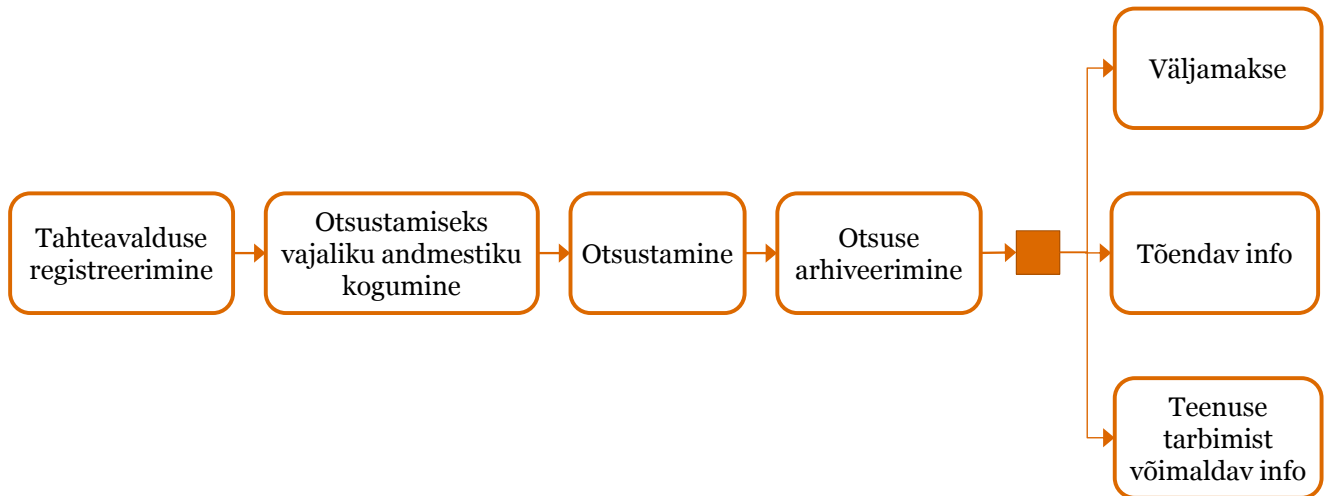 Tahteavalduse
registreerimine
Otsustamiseks
vajaliku andmestiku
kogumine
Otsustamine
Otsuse
arhiveerimine
Väljamakse
Tõendav info
Teenuse
tarbimist
võimaldav info